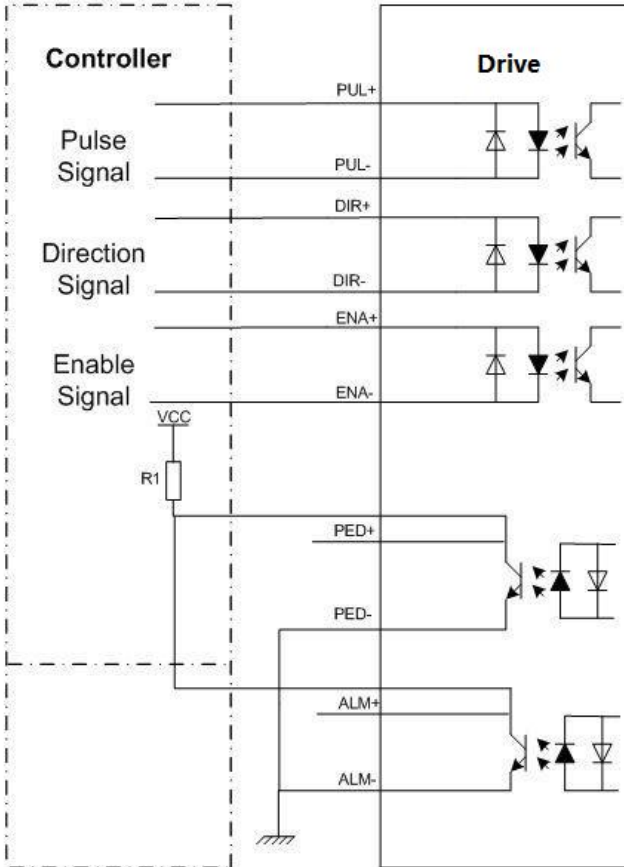 Controller
Drive
PUL+
Pulse
Signal
PUL-
DIR+
Direction
Signal
DIR-
ENA+
Enable
Signal
ENA-
VCC
R1
PED+
PED-
ALM+
ALM-